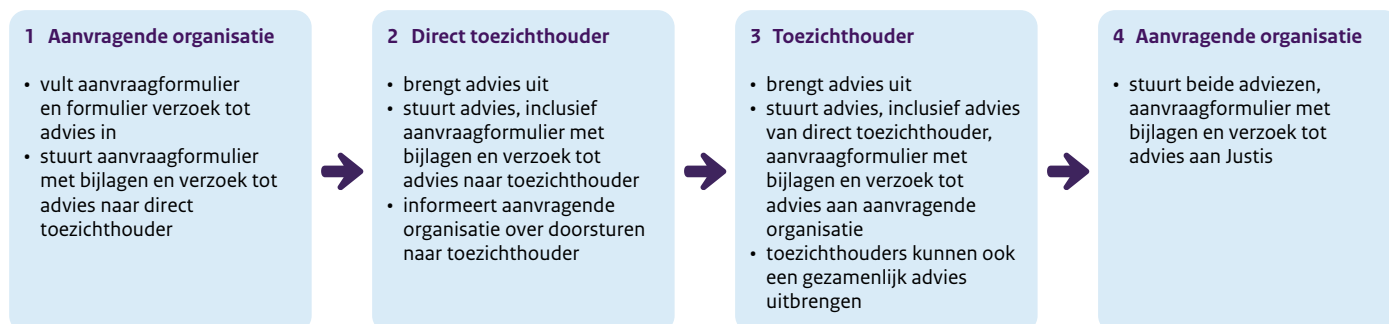 1 Aanvragende organisatie
• vult aanvraagformulier
en formulier verzoek tot
advies in
• stuurt aanvraagformulier
met bijlagen en verzoek tot
advies naar direct
toezichthouder
2 Direct toezichthouder
• brengt advies uit
• stuurt advies, inclusief
aanvraagformulier met
bijlagen en verzoek tot
advies naar toezichthouder
• informeert aanvragende
organisatie over doorsturen
naar toezichthouder
3 Toezichthouder
• brengt advies uit
• stuurt advies, inclusief advies
van direct toezichthouder,
aanvraagformulier met
bijlagen en verzoek tot
advies aan aanvragende
organisatie
• toezichthouders kunnen ook
een gezamenlijk advies
uitbrengen
4 Aanvragende organisatie
• stuurt beide adviezen,
aanvraagformulier met
bijlagen en verzoek tot
advies aan Justis